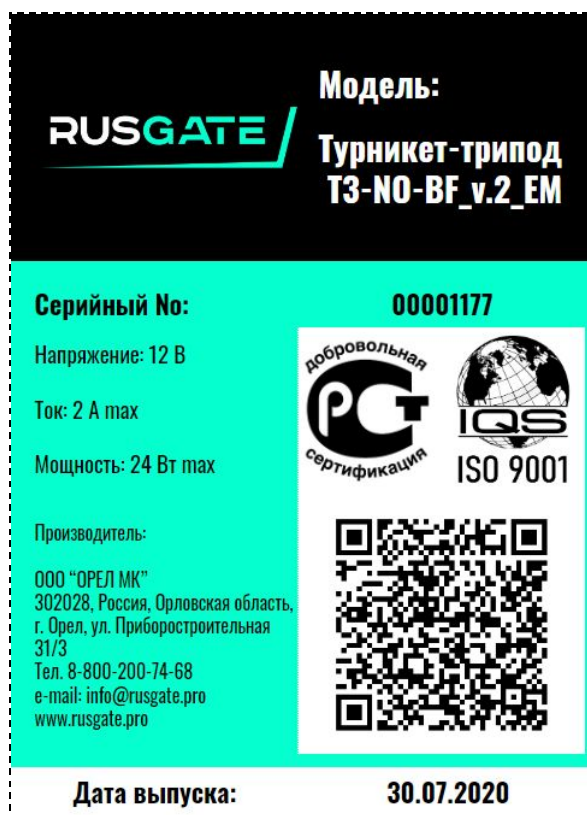 RUSGATE
Модель:
Турникет-трипод
T3-NO-BF_v.2_EM
Серийный No:
00001177
Напряжение: 12 В
Ток: 2 А max
Мощность: 24 Вт max
добровольная
РСТ
сертификация
IQS
ISO 9001
Производитель:
ООО “ОРЕЛ МК”
302028, Россия, Орловская область,
г. Орел, ул. Приборостроительная
31/3
Тел. 8-800-200-74-68
e-mail: info@rusgate.pro
www.rusgate.pro
Дата выпуска:
30.07.2020